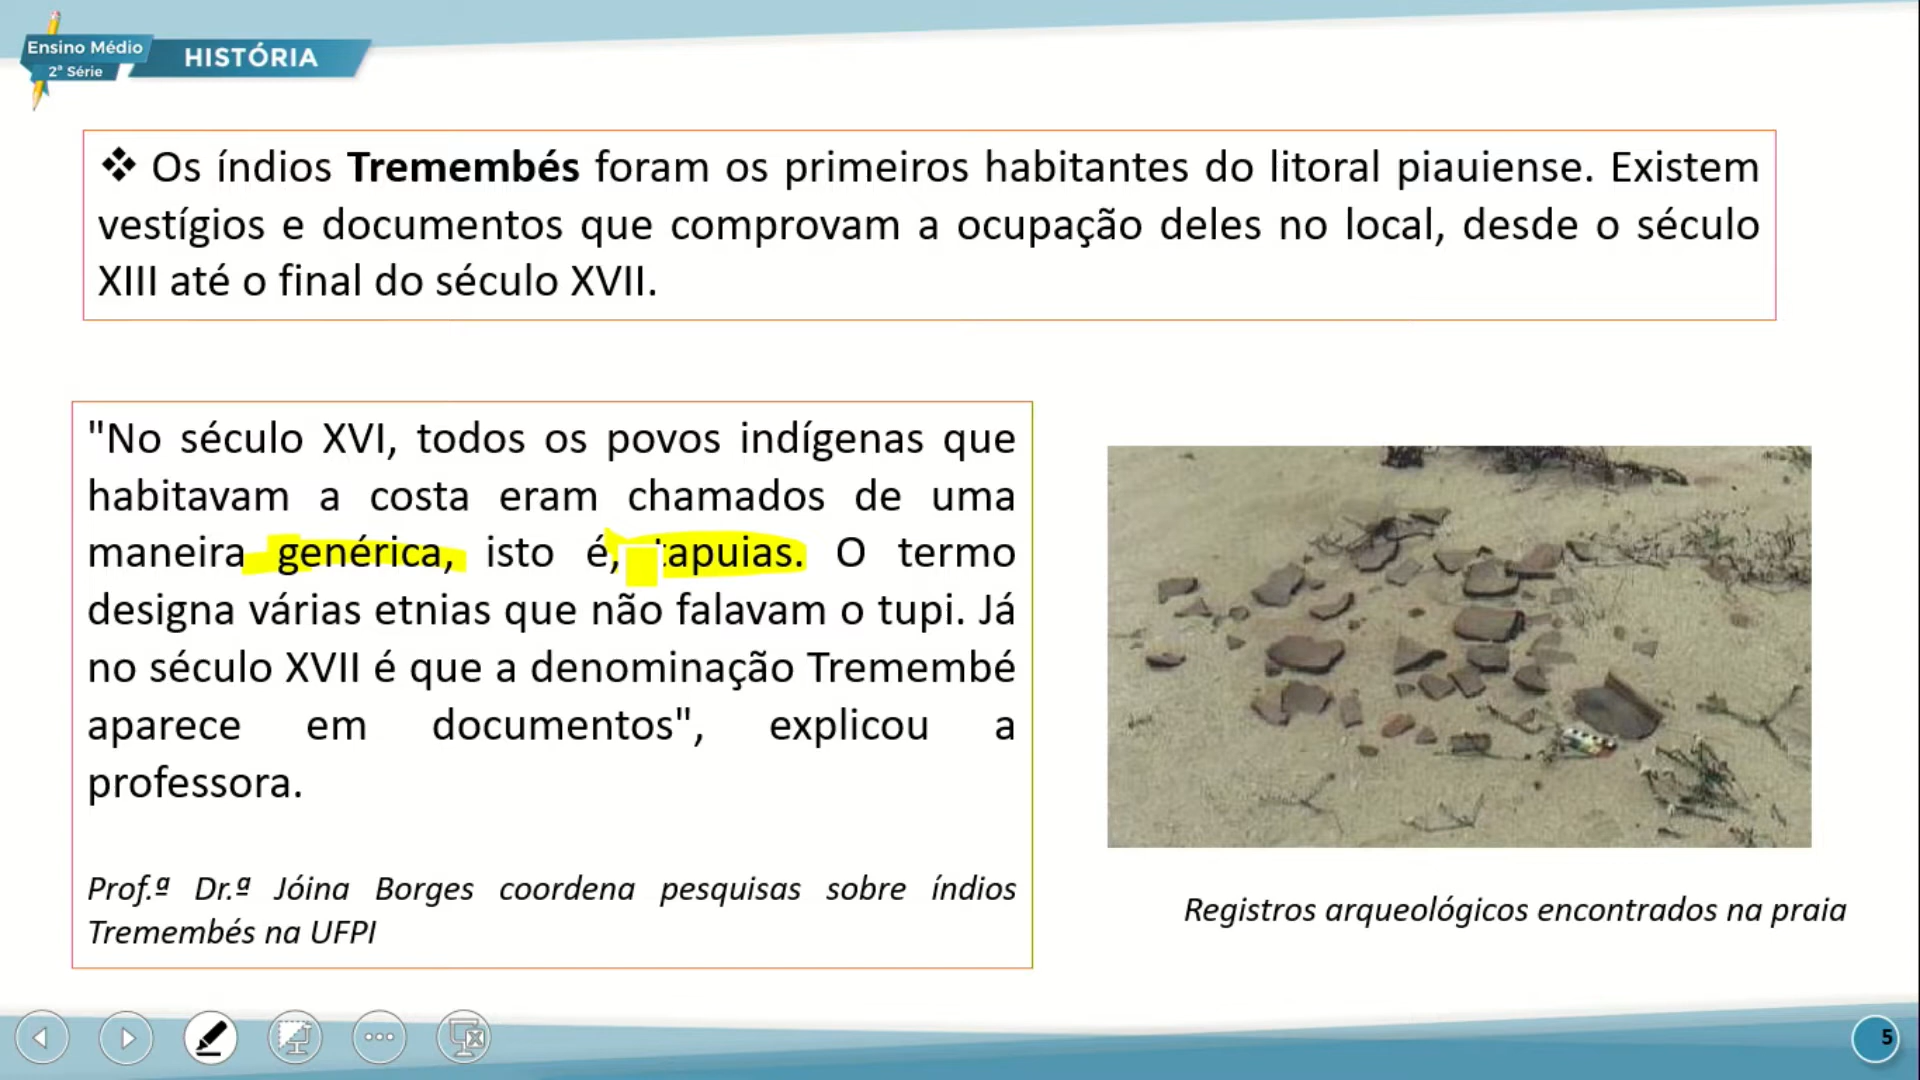 Ensino Médio
2ª Série
HISTÓRIA
❖ Os índios Tremembés foram os primeiros habitantes do litoral piauiense. Existem
vestígios e documentos que comprovam a ocupação deles no local, desde o século
XIII até o final do século XVII.
"No século XVI, todos os povos indígenas que
habitavam a costa eram chamados de uma
maneira genérica, isto é, tapuias. O termo
designa várias etnias que não falavam o tupi. Já
no século XVII é que a denominação Tremembé
aparece em documentos", explicou a
professora.
Prof.ª Dr.ª Jóina Borges coordena pesquisas sobre índios
Tremembés na UFPI
Registros arqueológicos encontrados na praia
5